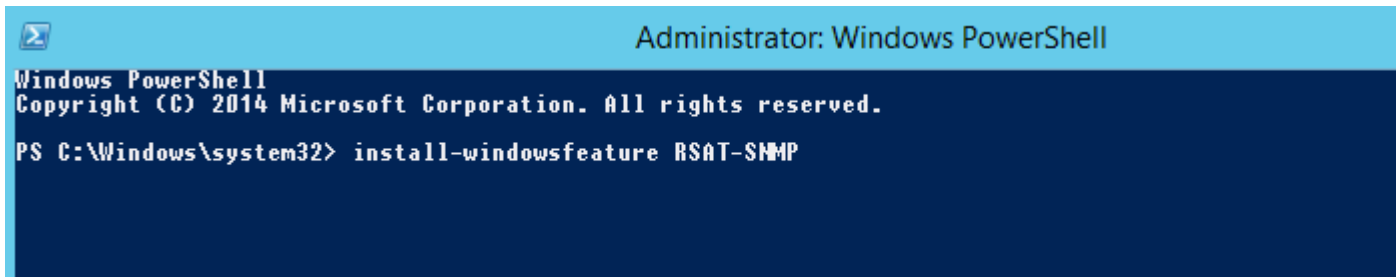 Administrator: Windows PowerShell
Windows PowerShell
Copyright (C) 2014 Microsoft Corporation. All rights reserved.
PS C:\Windows\system32> install-windowsfeature RSAT-SNMP